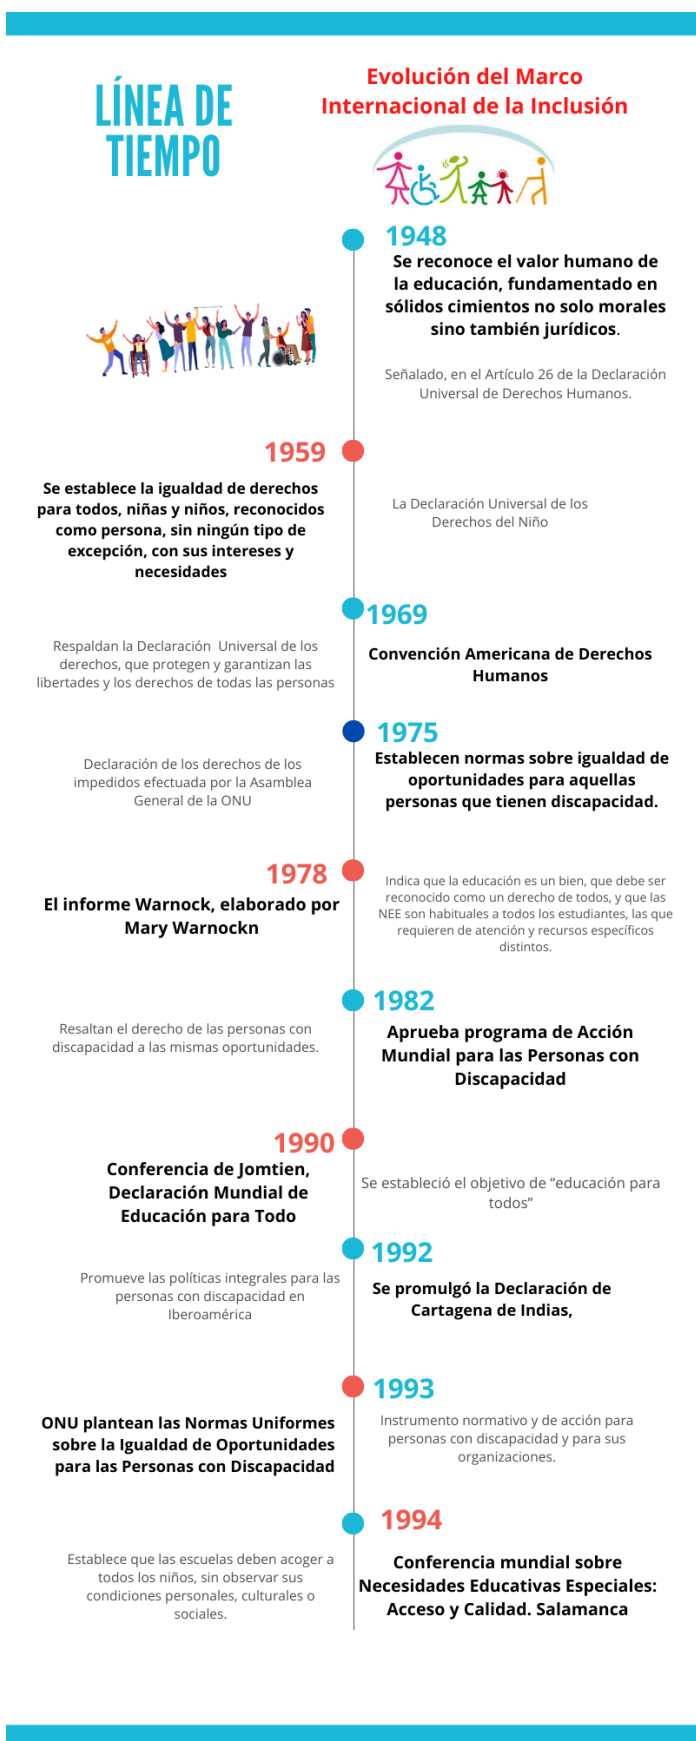 LÍNEA DE
TIEMPO
Evolución del Marco
Internacional de la Inclusión
1948
Se reconoce el valor humano de
la educación, fundamentado en
sólidos cimientos no solo morales
sino también jurídicos.
Señalado, en el Artículo 26 de la Declaración
Universal de Derechos Humanos.
1959
Se establece la igualdad de derechos
para todos, niñas y niños, reconocidos
como persona, sin ningún tipo de
excepción, con sus intereses y
necesidades
La Declaración Universal de los
Derechos del Niño
1969
Convención Americana de Derechos
Humanos
Respaldan la Declaración Universal de los
derechos, que protegen y garantizan las
libertades y los derechos de todas las personas
1975
Establecen normas sobre igualdad de
oportunidades para aquellas
personas que tienen discapacidad.
Declaración de los derechos de los
impedidos efectuada por la Asamblea
General de la ONU
1978
El informe Warnock, elaborado por
Mary Warnockn
Indica que la educación es un bien, que debe ser
reconocido como un derecho de todos, y que las
NEE son habituales a todos los estudiantes, las que
requieren de atención y recursos específicos
distintos.
1982
Aprueba programa de Acción
Mundial para las Personas con
Discapacidad
Resaltan el derecho de las personas con
discapacidad a las mismas oportunidades.
1990
Conferencia de Jomtien,
Declaración Mundial de
Educación para Todo
Se estableció el objetivo de “educación para
todos”
1992
Se promulgó la Declaración de
Cartagena de Indias,
Promueve las políticas integrales para las
personas con discapacidad en
Iberoamérica
1993
ONU plantean las Normas Uniformes
sobre la Igualdad de Oportunidades
para las Personas con Discapacidad
Instrumento normativo y de acción para
personas con discapacidad y para sus
organizaciones.
1994
Conferencia mundial sobre
Necesidades Educativas Especiales:
Acceso y Calidad. Salamanca
Establece que las escuelas deben acoger a
todos los niños, sin observar sus
condiciones personales, culturales o
sociales.